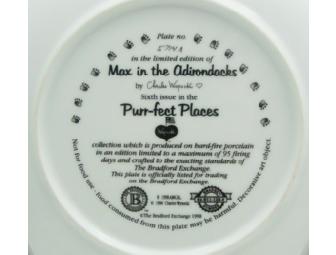 Plate no.
in the limited edition of
Max in the Adirondacks
by Charles Wysocki
Sixth issue in the
Purr-fect Places
collection which is produced on hard-fire porcelain
in an edition limited to a maximum of 95 firing
days and crafted to the exacting standards of
The Bradford Exchange.
This plate is officially listed for trading
on the Bradford Exchange.
B
©The Bradford Exchange 1998
Not for food use - food consumed from this plate may be harmful. Decorative art object.